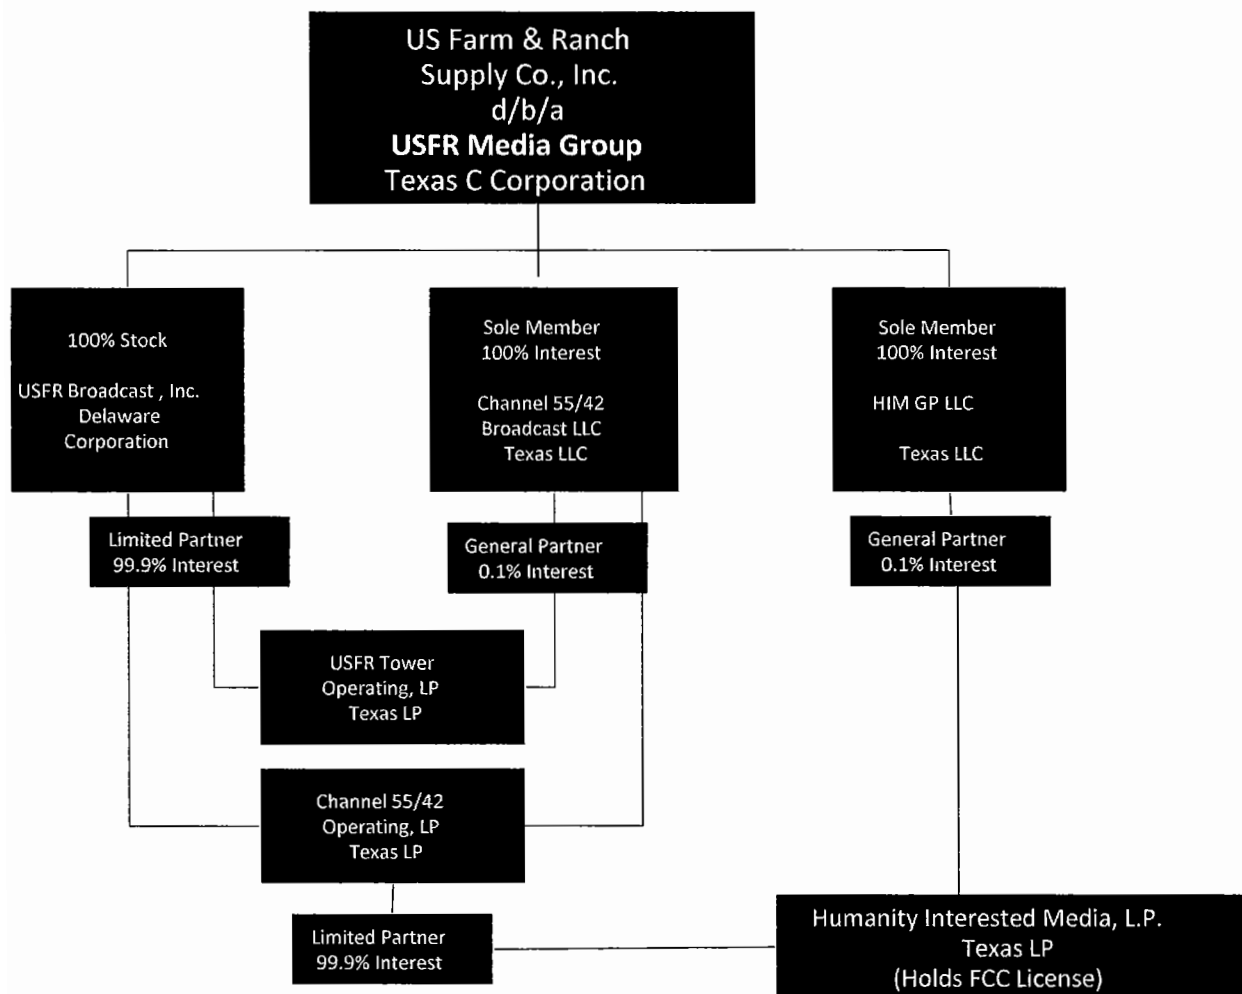 US Farm & Ranch
Supply Co., Inc.
d/b/a
USFR Media Group
Texas C Corporation
100% Stock
USFR Broadcast , Inc.
Delaware
Corporation
Sole Member
100% Interest
Channel 55/42
Broadcast LLC
Texas LLC
Sole Member
100% Interest
HIM GP LLC
Texas LLC
Limited Partner
99.9% Interest
General Partner
0.1% Interest
General Partner
0.1% Interest
USFR Tower
Operating, LP
Texas LP
Channel 55/42
Operating, LP
Texas LP
Limited Partner
99.9% Interest
Humanity Interested Media, L.P.
Texas LP
(Holds FCC License)